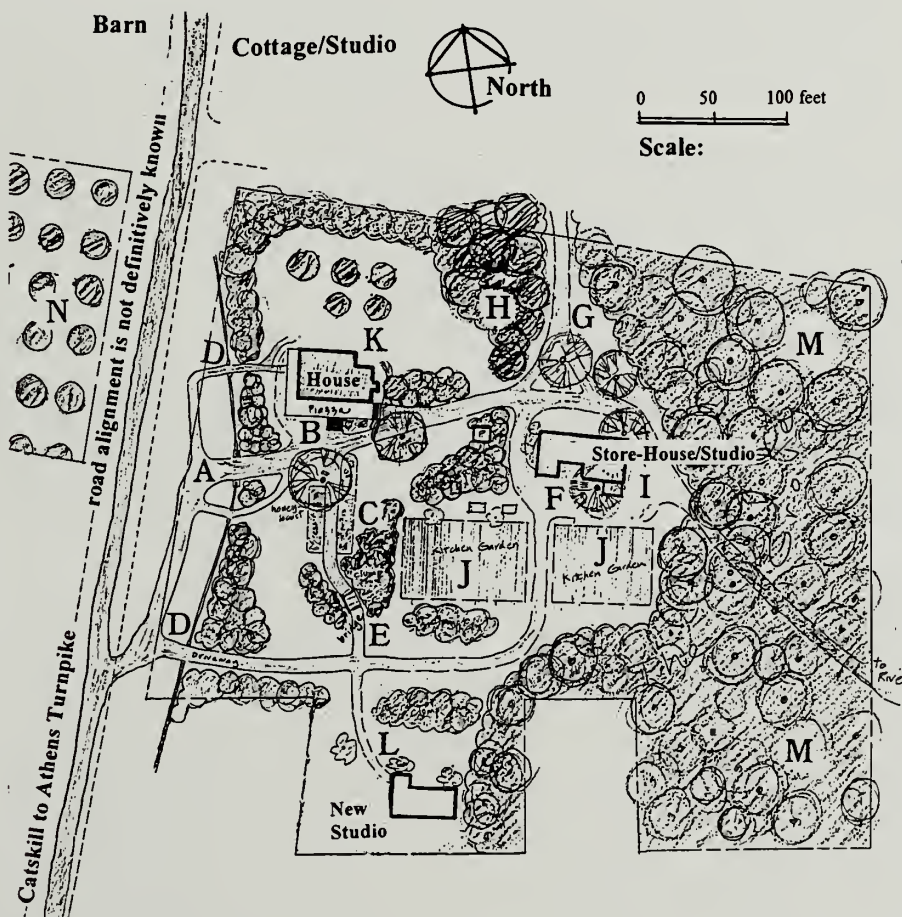 Barn
Cottage/Studio
North
0 50 100 feet
Scale:
road alignment is not definitively known
N
H
G
M
D
K
House
Piazza
B
A
Store-House/Studio
F
I
C
Kitchen Garden
J
J
Kitchen Garden
D
E
Driveway
to
River
M
L
New
Studio
Catskill to Athens Turnpike